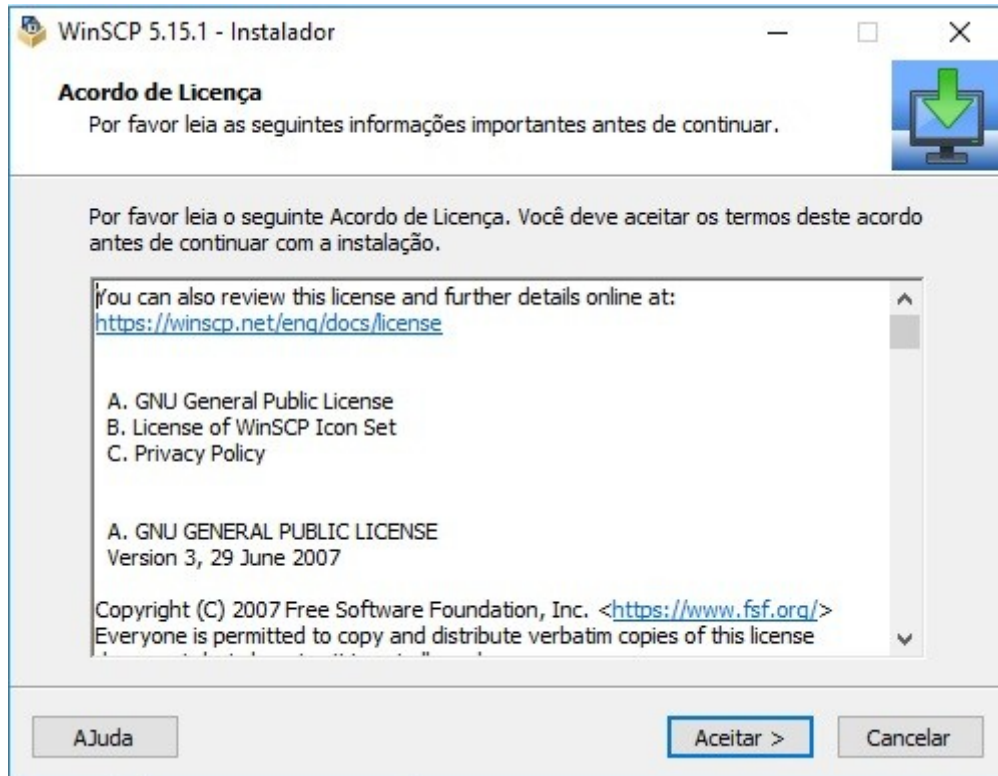 WinSCP 5.15.1 - Instalador
Acordo de Licença
Por favor leia as seguintes informações importantes antes de continuar.
Por favor leia o seguinte Acordo de Licença. Você deve aceitar os termos deste acordo
antes de continuar com a instalação.
You can also review this license and further details online at:
https://winscp.net/eng/docs/license
A. GNU General Public License
B. License of WinSCP Icon Set
C. Privacy Policy
A. GNU GENERAL PUBLIC LICENSE
Version 3, 29 June 2007
Copyright (C) 2007 Free Software Foundation, Inc. <https://www.fsf.org/>
Everyone is permitted to copy and distribute verbatim copies of this license
AJuda
Aceitar >
Cancelar